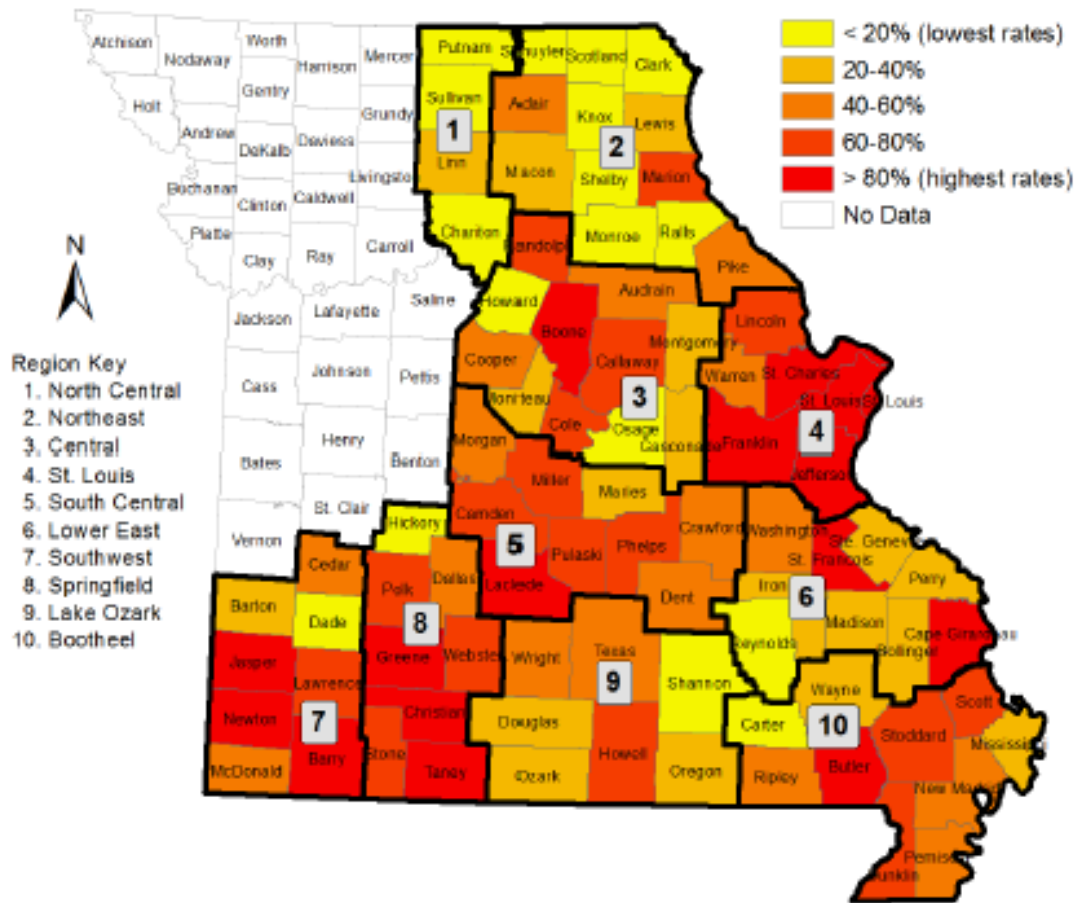 Atchison
Nodaway
Worth
Harrison
Mercer
Putnam
Schuyler
Scotland
Clark
Gentry
Holt
Sullivan
Adair
Knox
Lewis
Grundy
Andrew
DeKalb
Daviess
1
2
Linn
Macon
Shelby
Marion
Livingston
Buchanan
Clinton
Caldwell
Platte
Clay
Ray
Carroll
Chariton
Randolph
Monroe
Ralls
Pike
Saline
Howard
Audrain
Jackson
Lafayette
Boone
Lincoln
Montgomery
Cooper
Callaway
Warren
St. Charles
Cass
Johnson
Pettis
Moniteau
3
St. Louis
St. Louis
Cole
Osage
Gasconade
Franklin
4
Bates
Henry
Benton
Morgan
Jefferson
Miller
Maries
St. Clair
Camden
Vernon
Hickory
5
Pulaski
Phelps
Crawford
Washington
Ste. Genev
St. Francois
Cedar
Polk
Dallas
Laclede
Dent
Iron
6
Perry
Barton
Dade
8
Madison
Bollinger
Cape Girardeau
Jasper
Lawrence
Greene
Webster
Wright
Texas
9
Shannon
Reynolds
Wayne
Newton
7
Christian
Douglas
Carter
10
Stoddard
Scott
Mississippi
McDonald
Barry
Stone
Taney
Ozark
Howell
Oregon
Ripley
Butler
New Madrid
Pemiscot
Dunklin
< 20% (lowest rates)
20-40%
40-60%
60-80%
> 80% (highest rates)
No Data
N
Region Key
1. North Central
2. Northeast
3. Central
4. St. Louis
5. South Central
6. Lower East
7. Southwest
8. Springfield
9. Lake Ozark
10. Bootheel